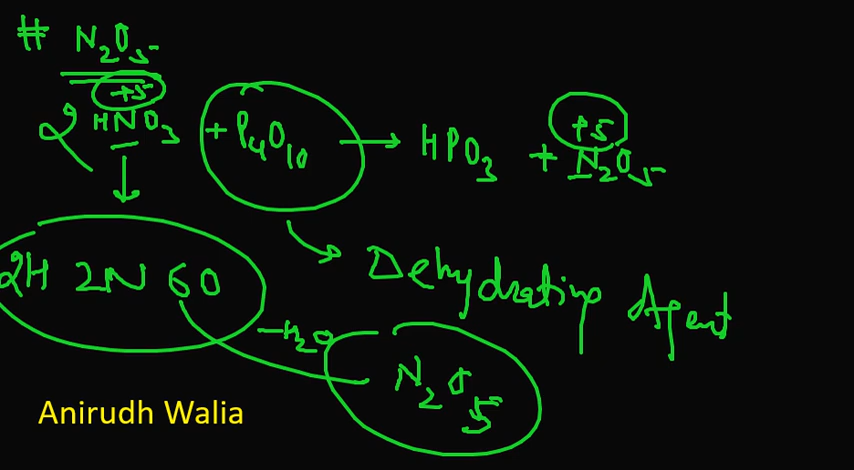 # N₂O₅
+5 +5
2 HNO₃ + P₄O₁₀ → HPO₃ + N₂O₅
↓
→ Dehydrating Agent
2H 2N 6O
-H₂O
N₂O₅
Anirudh Walia